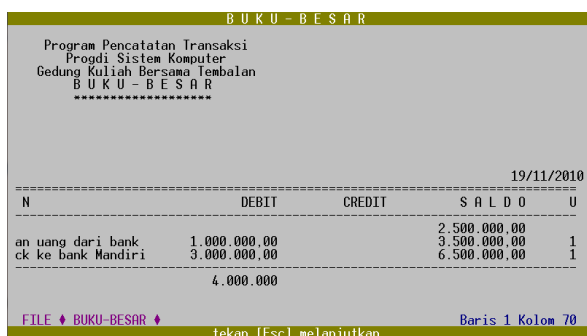 B U K U - B E S A R
Program Pencatatan Transaksi
Progdi Sistem Komputer
Gedung Kuliah Bersama Tembalan
B U K U - B E S A R
*******************
19/11/2010
N DEBIT CREDIT S A L D O U
2.500.000,00
an uang dari bank 1.000.000,00 3.500.000,00 1
ck ke bank Mandiri 3.000.000,00 6.500.000,00 1
4.000.000
FILE ♦ BUKU-BESAR ♦ Baris 1 Kolom 70
tekan [Esc] melanjutkan